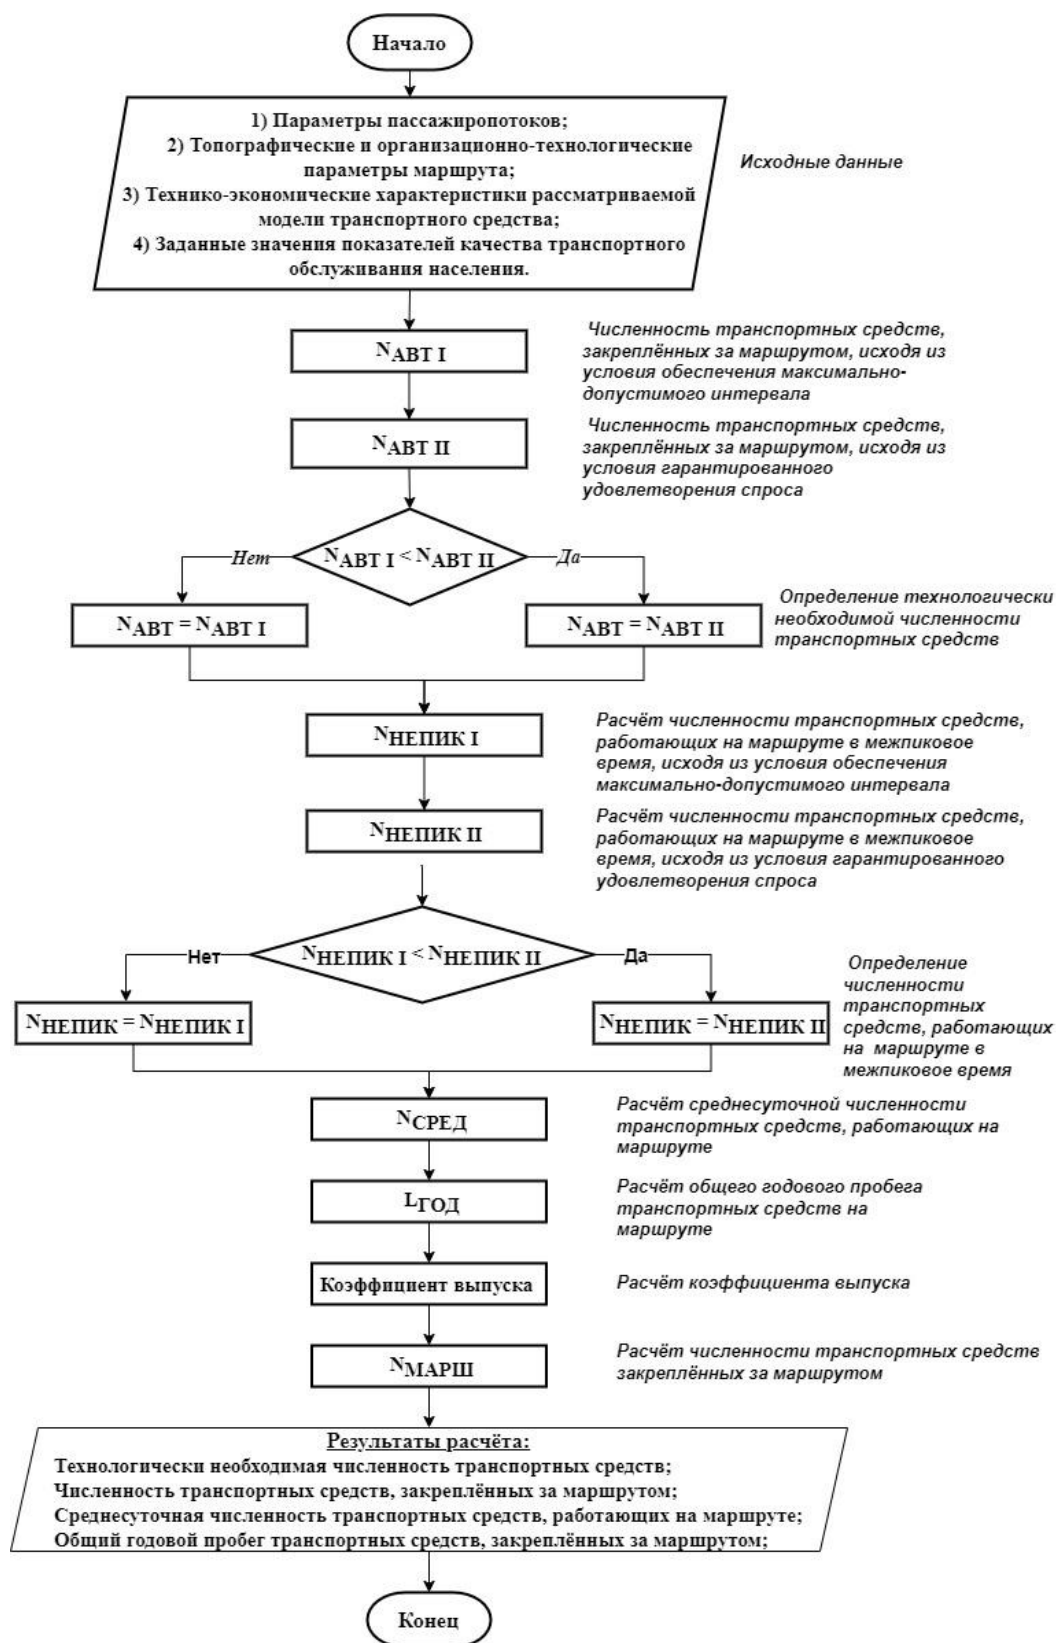 Начало
1) Параметры пассажиропотоков;
2) Топографические и организационно-технологические
параметры маршрута;
3) Технико-экономические характеристики рассматриваемой
модели транспортного средства;
4) Заданные значения показателей качества транспортного
обслуживания населения.
Исходные данные
NАВТ I
Численность транспортных средств,
закреплённых за маршрутом, исходя из
условия обеспечения максимально-
допустимого интервала
NАВТ II
Численность транспортных средств,
закреплённых за маршрутом, исходя из
условия гарантированного
удовлетворения спроса
NАВТ I < NАВТ II
Нет
Да
NАВТ = NАВТ I
NАВТ = NАВТ II
Определение технологически
необходимой численности
транспортных средств
NНЕПИК I
Расчёт численности транспортных средств,
работающих на маршруте в межпиковое
время, исходя из условия обеспечения
максимально-допустимого интервала
NНЕПИК II
Расчёт численности транспортных средств,
работающих на маршруте в межпиковое
время, исходя из условия гарантированного
удовлетворения спроса
NНЕПИК I < NНЕПИК II
Нет
Да
NНЕПИК = NНЕПИК I
NНЕПИК = NНЕПИК II
Определение
численности
транспортных
средств, работающих
на маршруте в
межпиковое время
NСРЕД
Расчёт среднесуточной численности
транспортных средств, работающих на
маршруте
LГОД
Расчёт общего годового пробега
транспортных средств на
маршруте
Коэффициент выпуска
Расчёт коэффициента выпуска
NМАРШ
Расчёт численности транспортных средств
закреплённых за маршрутом
Результаты расчёта:
Технологически необходимая численность транспортных средств;
Численность транспортных средств, закреплённых за маршрутом;
Среднесуточная численность транспортных средств, работающих на маршруте;
Общий годовой пробег транспортных средств, закреплённых за маршрутом;
Конец